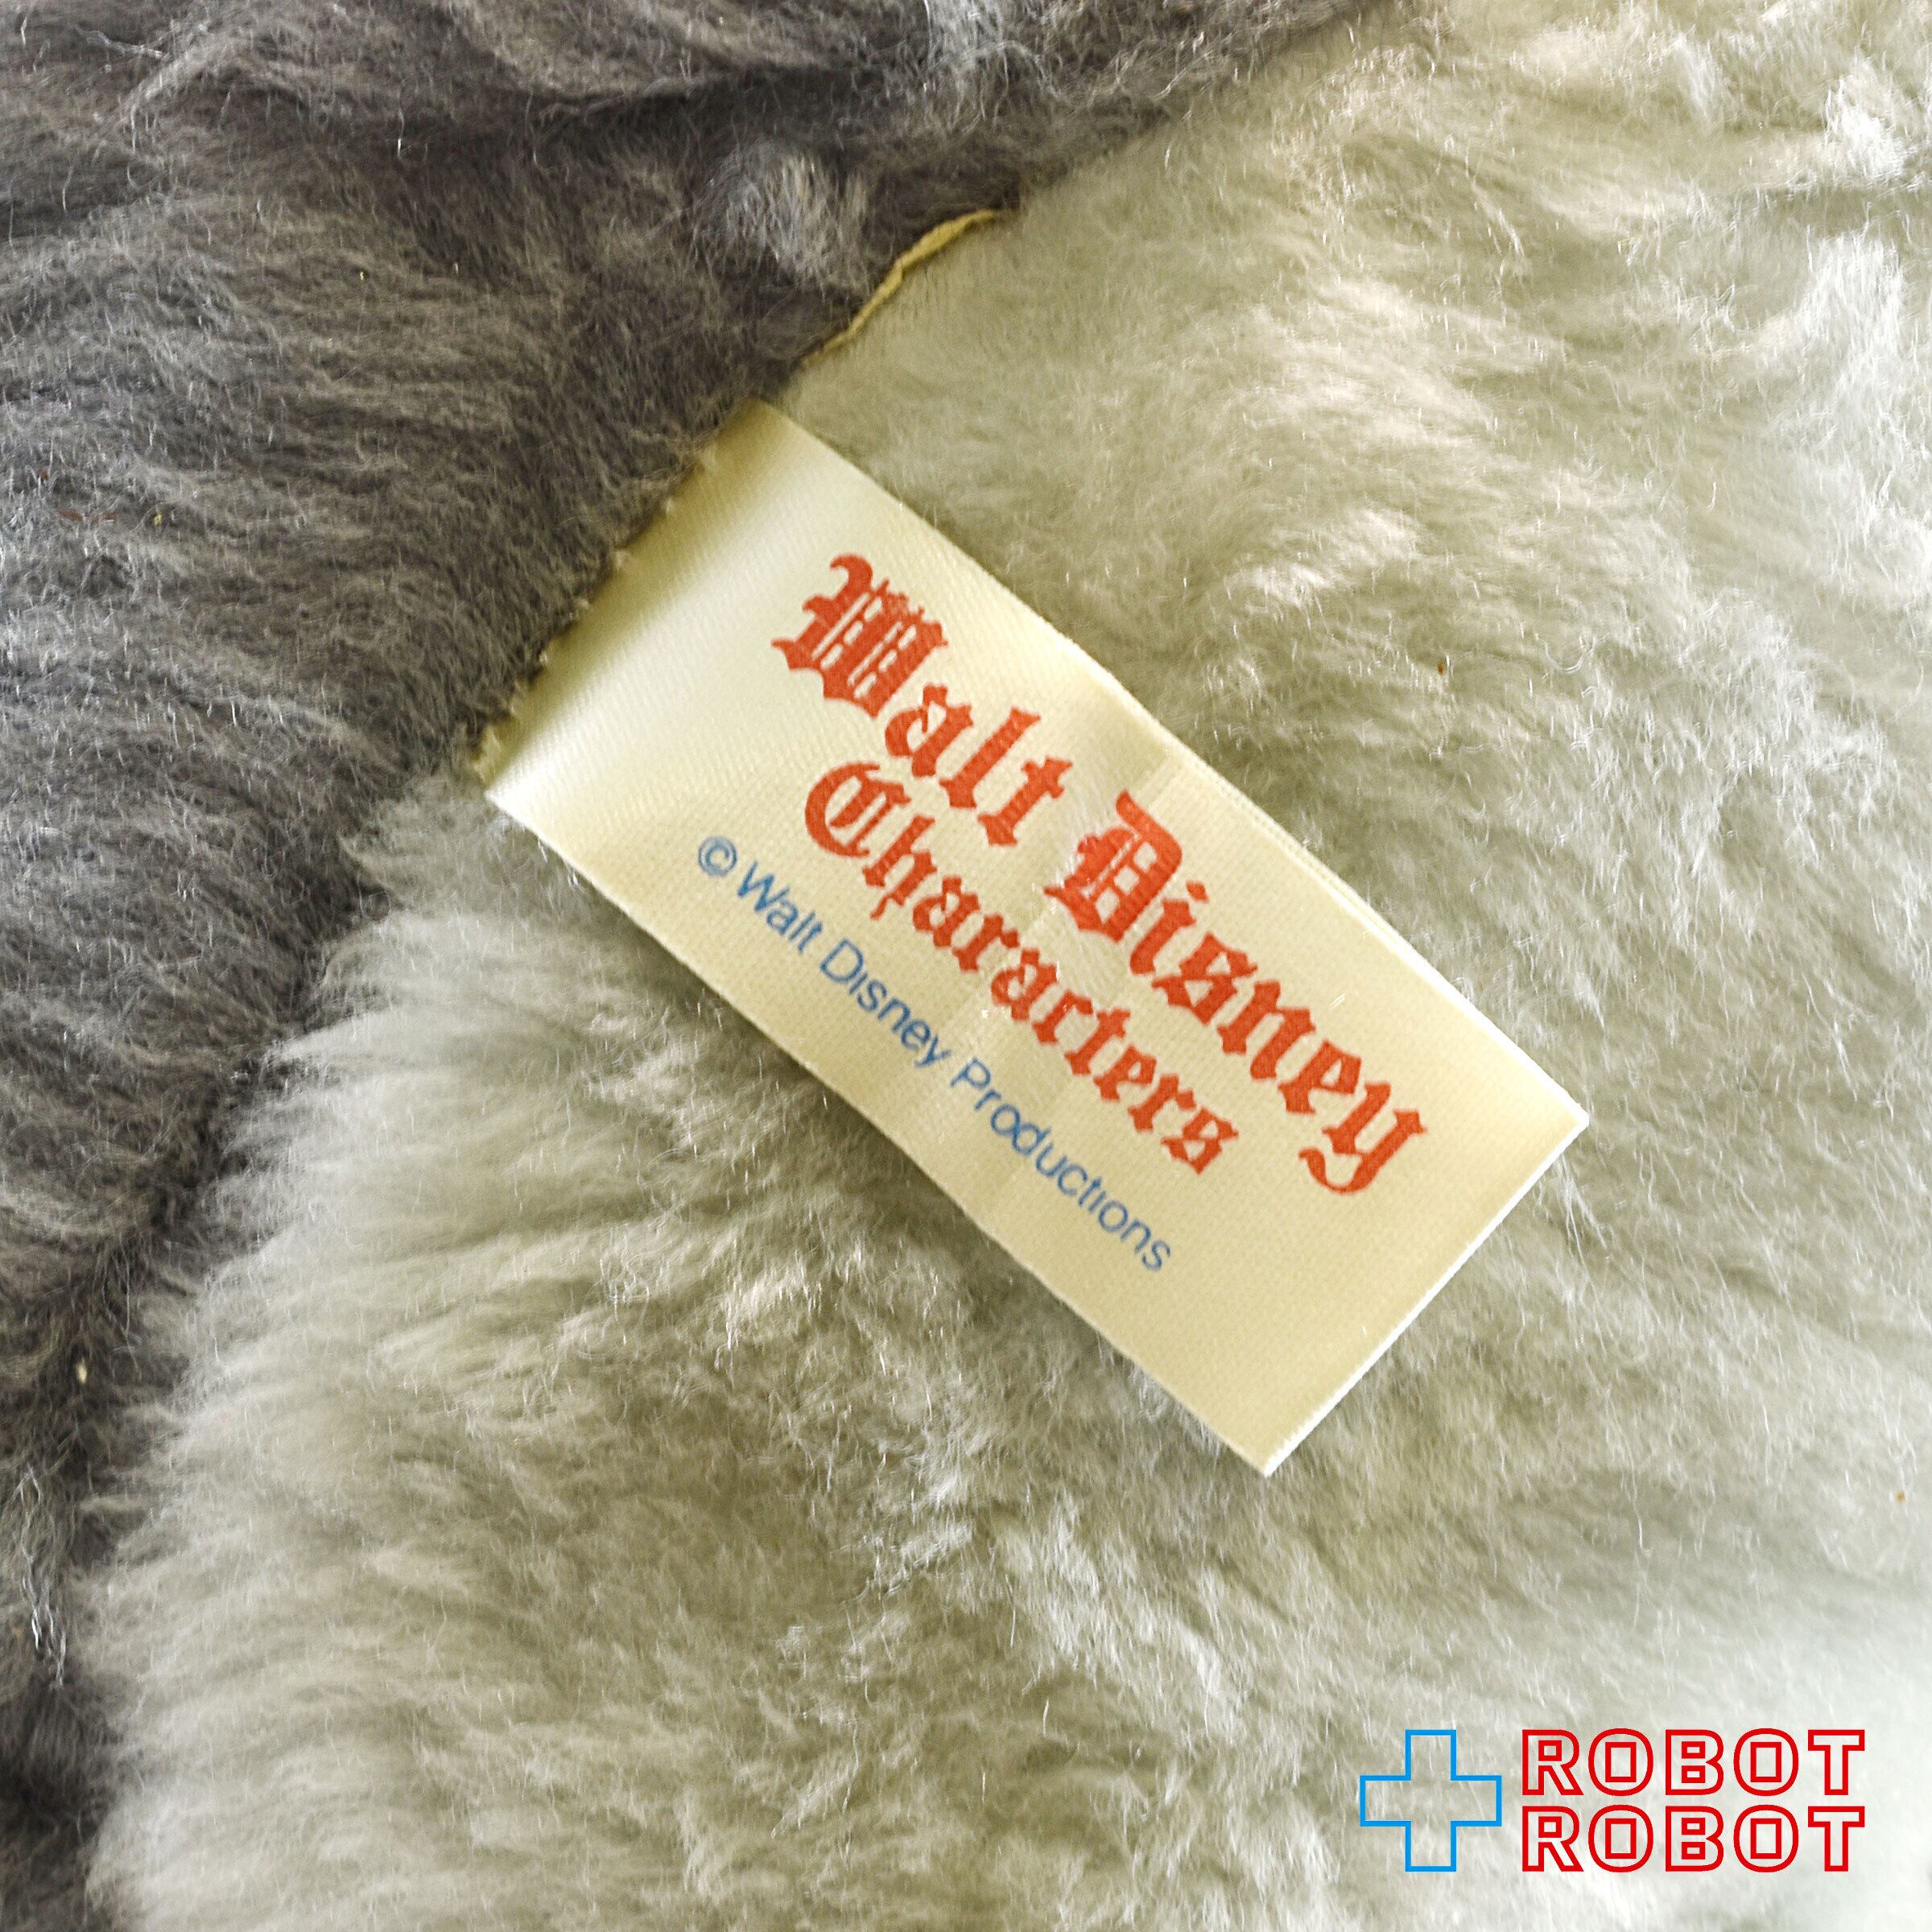 Walt Disney
Characters
© Walt Disney Productions
ROBOT
ROBOT